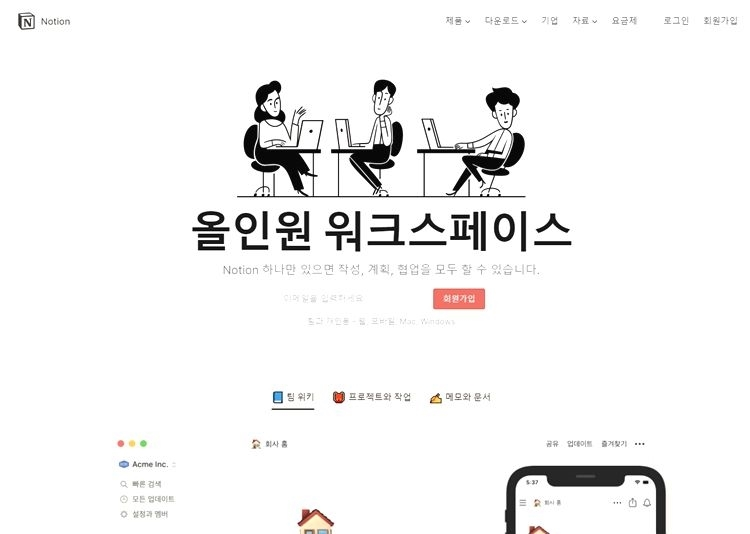 Notion 제품 다운로드 기업 자료 요금제 로그인 회원가입
올인원 워크스페이스
Notion 하나만 있으면 작성, 계획, 협업을 모두 할 수 있습니다.
이메일을 입력하세요 회원가입
팀과 개인용 - 웹, 모바일, Mac, Windows
팀 위키 프로젝트와 작업 메모와 문서
회사 홈 공유 업데이트 즐겨찾기
Acme Inc.
빠른 검색
모든 업데이트
설정과 멤버
5:37
회사 홈